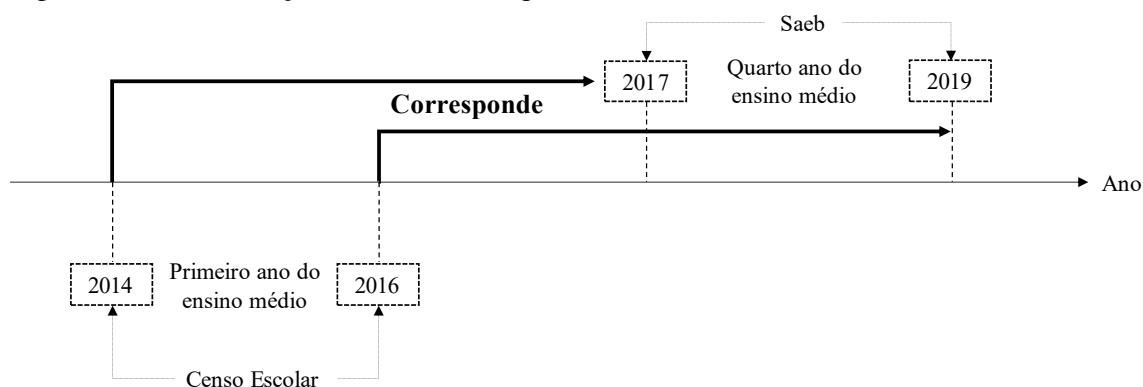 Saeb
2017
Quarto ano do
ensino médio
2019
Corresponde
Ano
2014
Primeiro ano do
ensino médio
2016
Censo Escolar